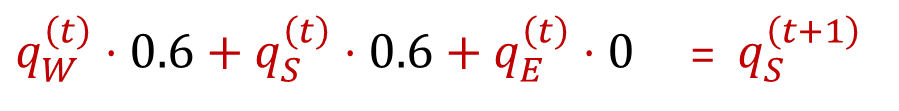 q_W^{(t)} · 0.6 + q_S^{(t)} · 0.6 + q_E^{(t)} · 0 = q_S^{(t+1)}